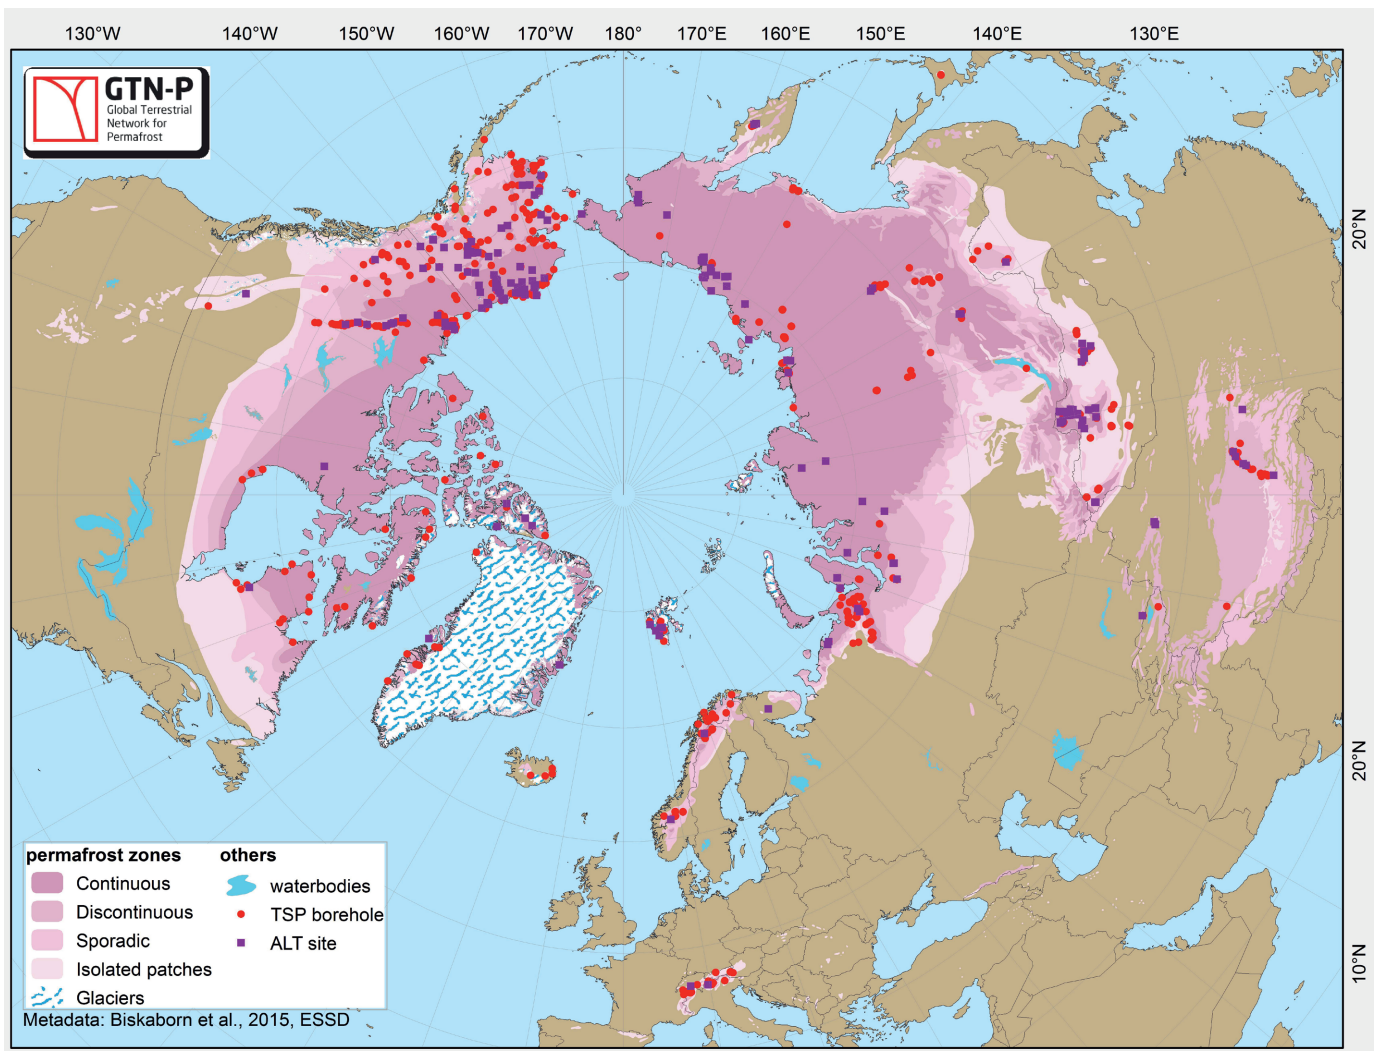 130°W 140°W 150°W 160°W 170°W 180° 170°E 160°E 150°E 140°E 130°E
GTN-P
Global Terrestrial
Network for
Permafrost
20°N
20°N
10°N
permafrost zones
Continuous
Discontinuous
Sporadic
Isolated patches
Glaciers
others
waterbodies
TSP borehole
ALT site
Metadata: Biskaborn et al., 2015, ESSD